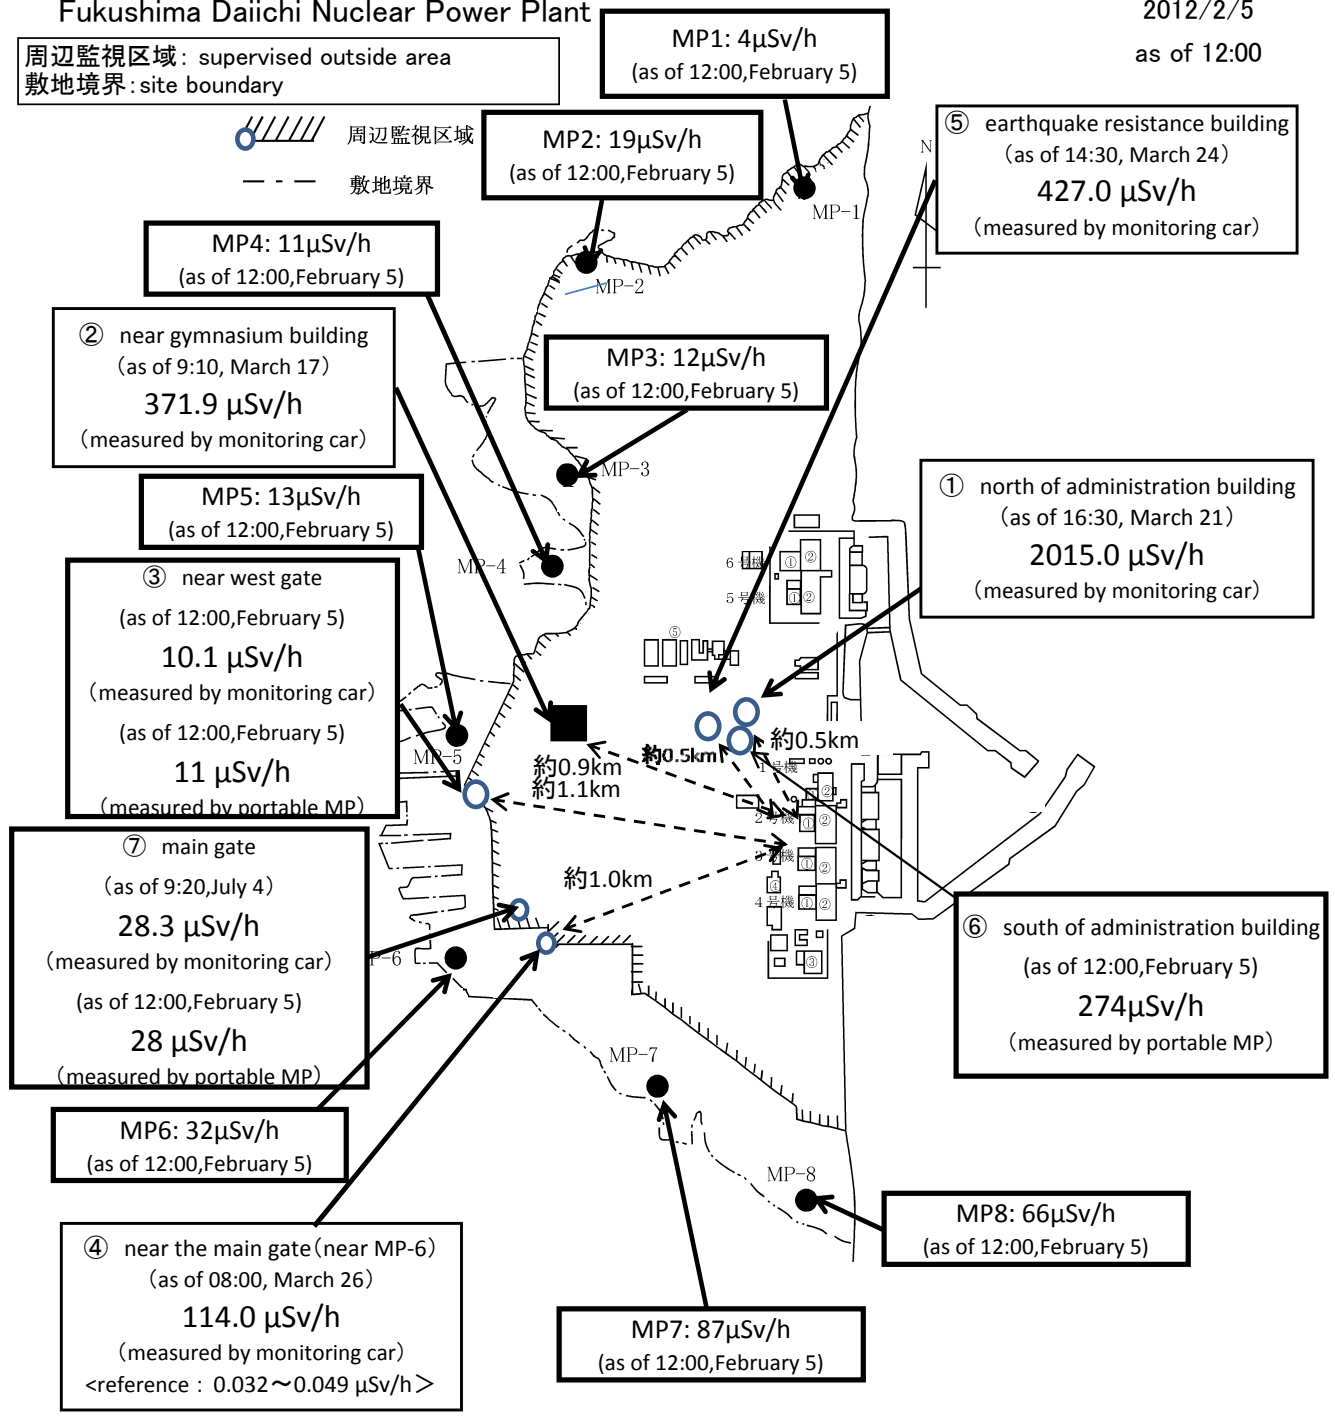 Fukushima Daiichi Nuclear Power Plant
2012/2/5
as of 12:00
周辺監視区域: supervised outside area
敷地境界:site boundary
周辺監視区域
敷地境界
MP1: 4μSv/h
(as of 12:00,February 5)
MP2: 19μSv/h
(as of 12:00,February 5)
⑤ earthquake resistance building
(as of 14:30, March 24)
427.0 μSv/h
(measured by monitoring car)
N
MP-1
MP4: 11μSv/h
(as of 12:00,February 5)
MP-2
② near gymnasium building
(as of 9:10, March 17)
371.9 μSv/h
(measured by monitoring car)
MP3: 12μSv/h
(as of 12:00,February 5)
MP-3
MP5: 13μSv/h
(as of 12:00,February 5)
① north of administration building
(as of 16:30, March 21)
2015.0 μSv/h
(measured by monitoring car)
MP-4
6号機
① ②
5号機
① ②
⑤
③ near west gate
(as of 12:00,February 5)
10.1 μSv/h
(measured by monitoring car)
(as of 12:00,February 5)
11 μSv/h
(measured by portable MP)
MP-5
約0.9km
約1.1km
約0.5km
約0.5km
1号機
②
2号機
① ②
3号機
① ②
④
4号機
① ②
③
約1.0km
⑦ main gate
(as of 9:20,July 4)
28.3 μSv/h
(measured by monitoring car)
(as of 12:00,February 5)
28 μSv/h
(measured by portable MP)
P-6
⑥ south of administration building
(as of 12:00,February 5)
274μSv/h
(measured by portable MP)
MP-7
MP6: 32μSv/h
(as of 12:00,February 5)
MP-8
MP8: 66μSv/h
(as of 12:00,February 5)
④ near the main gate(near MP-6)
(as of 08:00, March 26)
114.0 μSv/h
(measured by monitoring car)
<reference : 0.032～0.049 μSv/h＞
MP7: 87μSv/h
(as of 12:00,February 5)